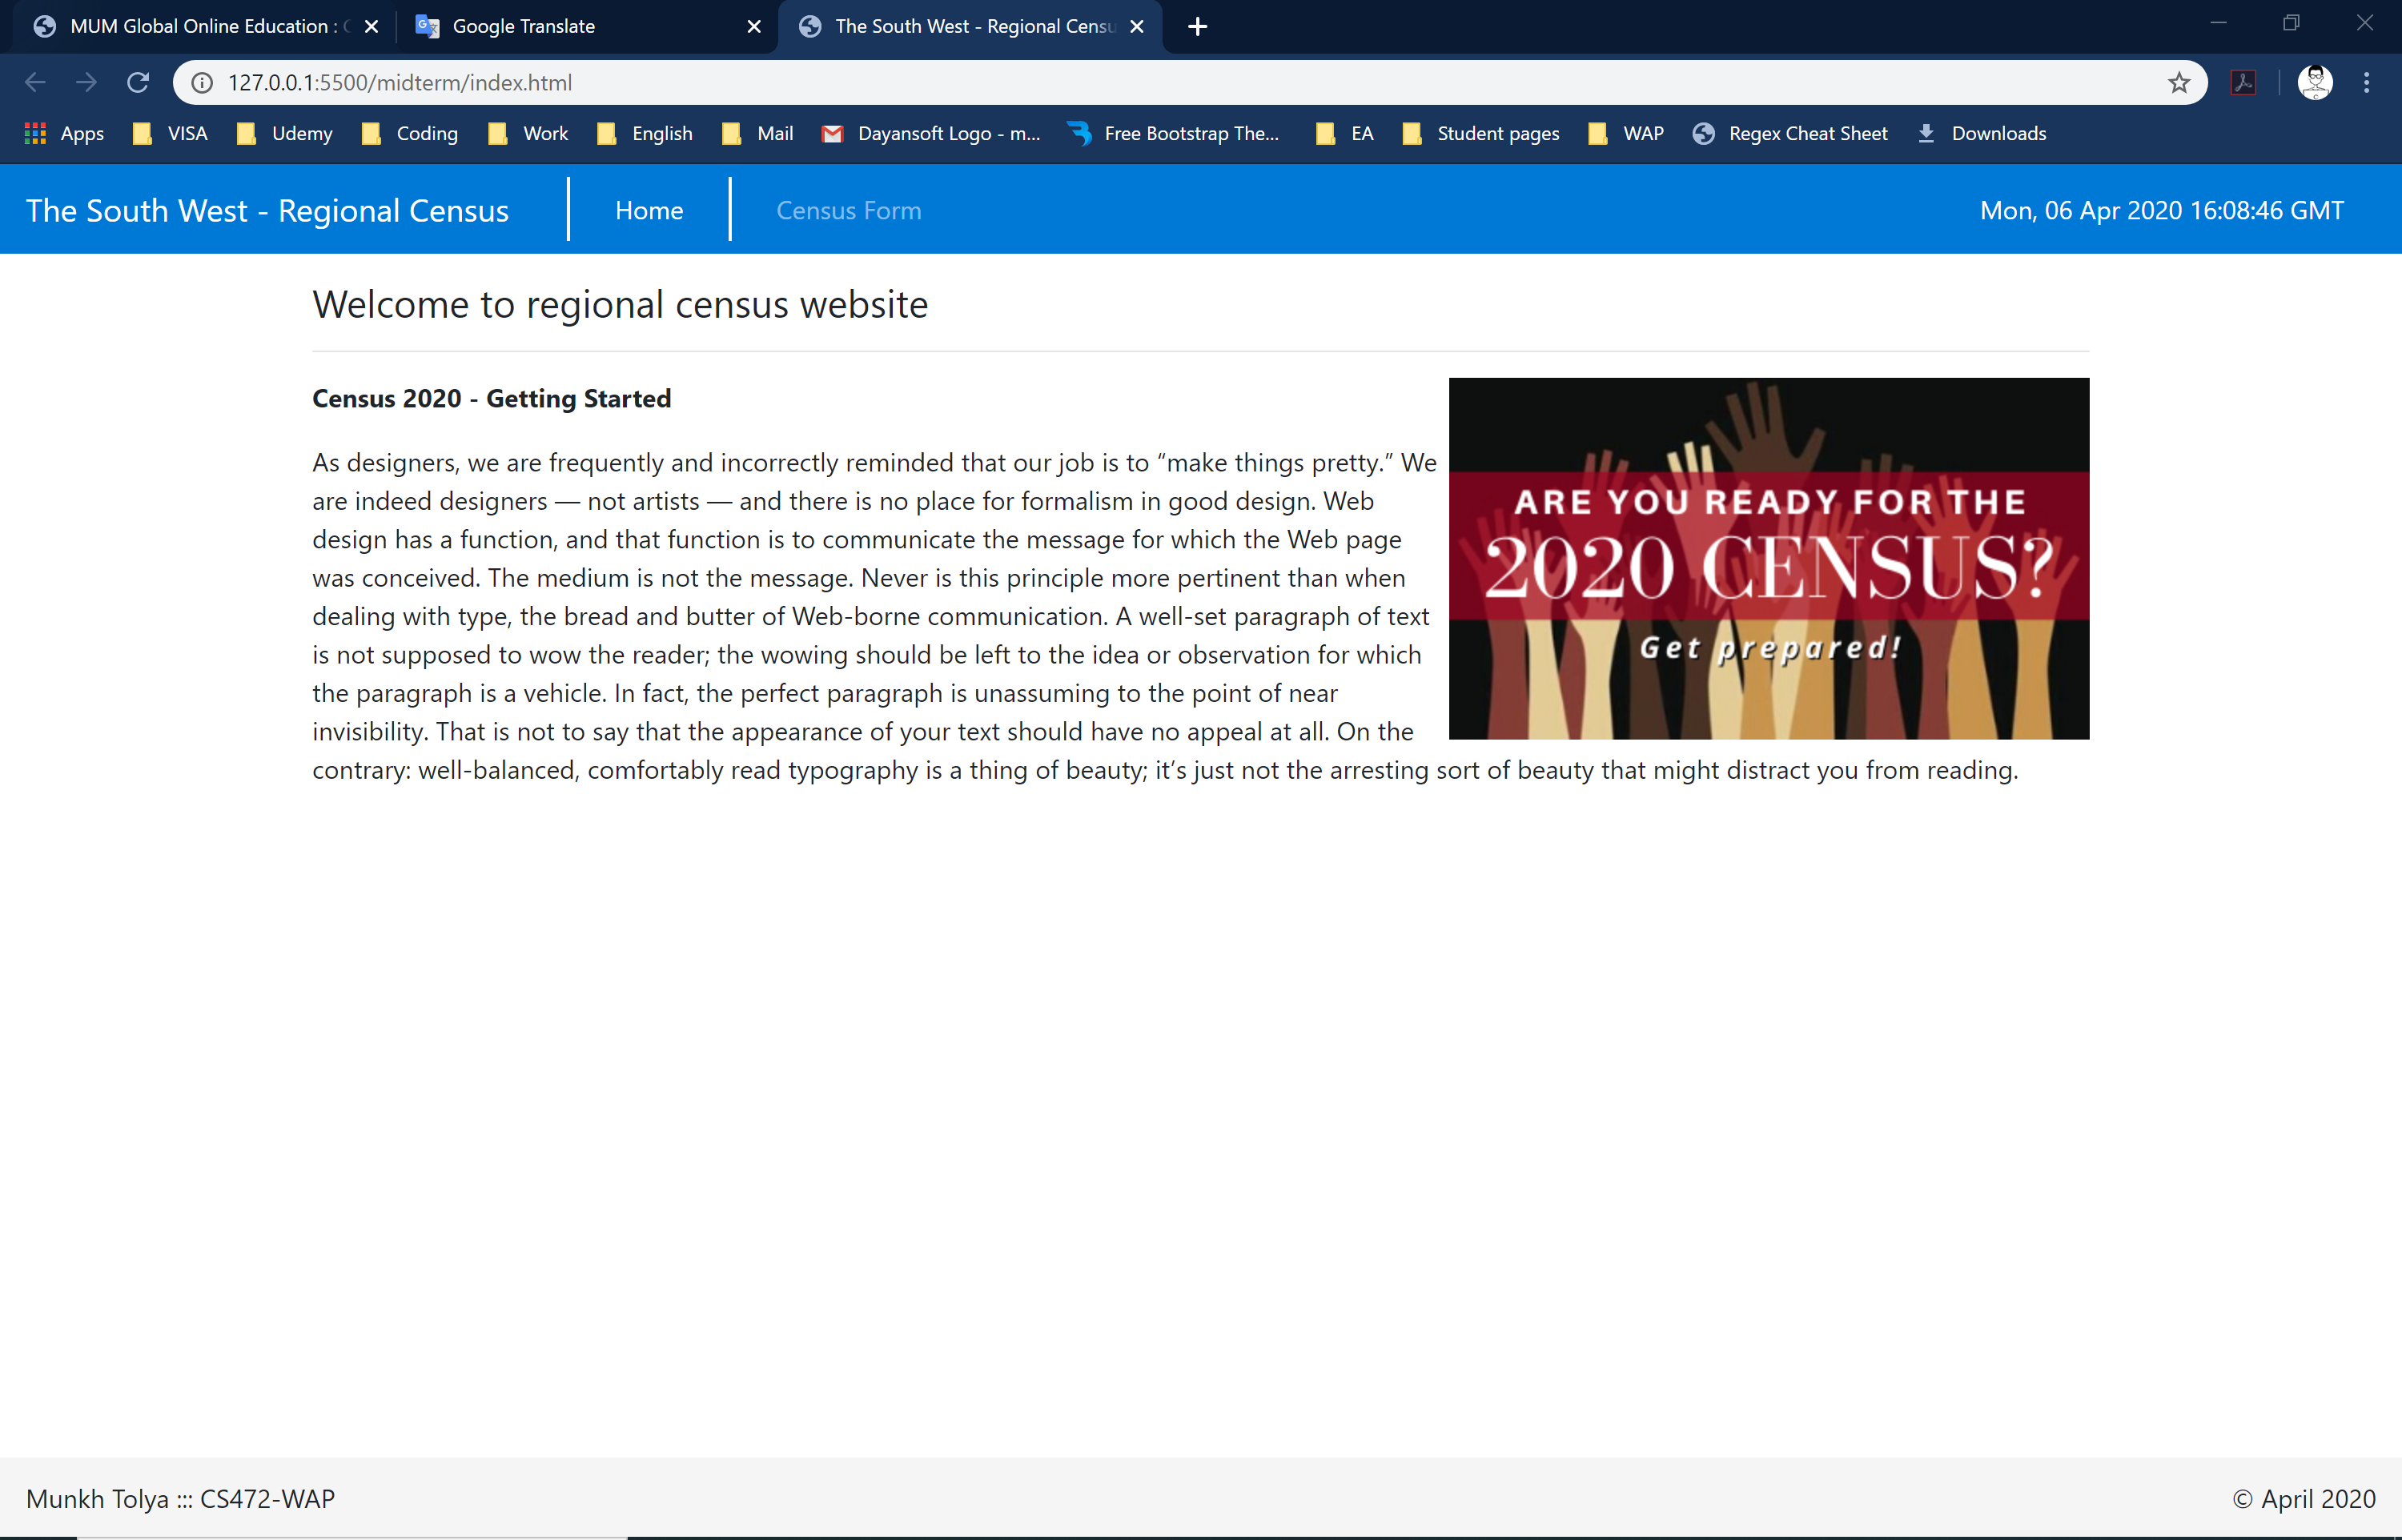 MUM Global Online Education :
Google Translate
The South West - Regional Censu
127.0.0.1:5500/midterm/index.html
Apps VISA Udemy Coding Work English Mail Dayansoft Logo - m... Free Bootstrap The... EA Student pages WAP Regex Cheat Sheet Downloads
The South West - Regional Census Home Census Form Mon, 06 Apr 2020 16:08:46 GMT
Welcome to regional census website
Census 2020 - Getting Started
As designers, we are frequently and incorrectly reminded that our job is to “make things pretty.” We
are indeed designers — not artists — and there is no place for formalism in good design. Web
design has a function, and that function is to communicate the message for which the Web page
was conceived. The medium is not the message. Never is this principle more pertinent than when
dealing with type, the bread and butter of Web-borne communication. A well-set paragraph of text
is not supposed to wow the reader; the wowing should be left to the idea or observation for which
the paragraph is a vehicle. In fact, the perfect paragraph is unassuming to the point of near
invisibility. That is not to say that the appearance of your text should have no appeal at all. On the
contrary: well-balanced, comfortably read typography is a thing of beauty; it’s just not the arresting sort of beauty that might distract you from reading.
ARE YOU READY FOR THE
2020 CENSUS?
Get prepared!
Munkh Tolya ::: CS472-WAP © April 2020